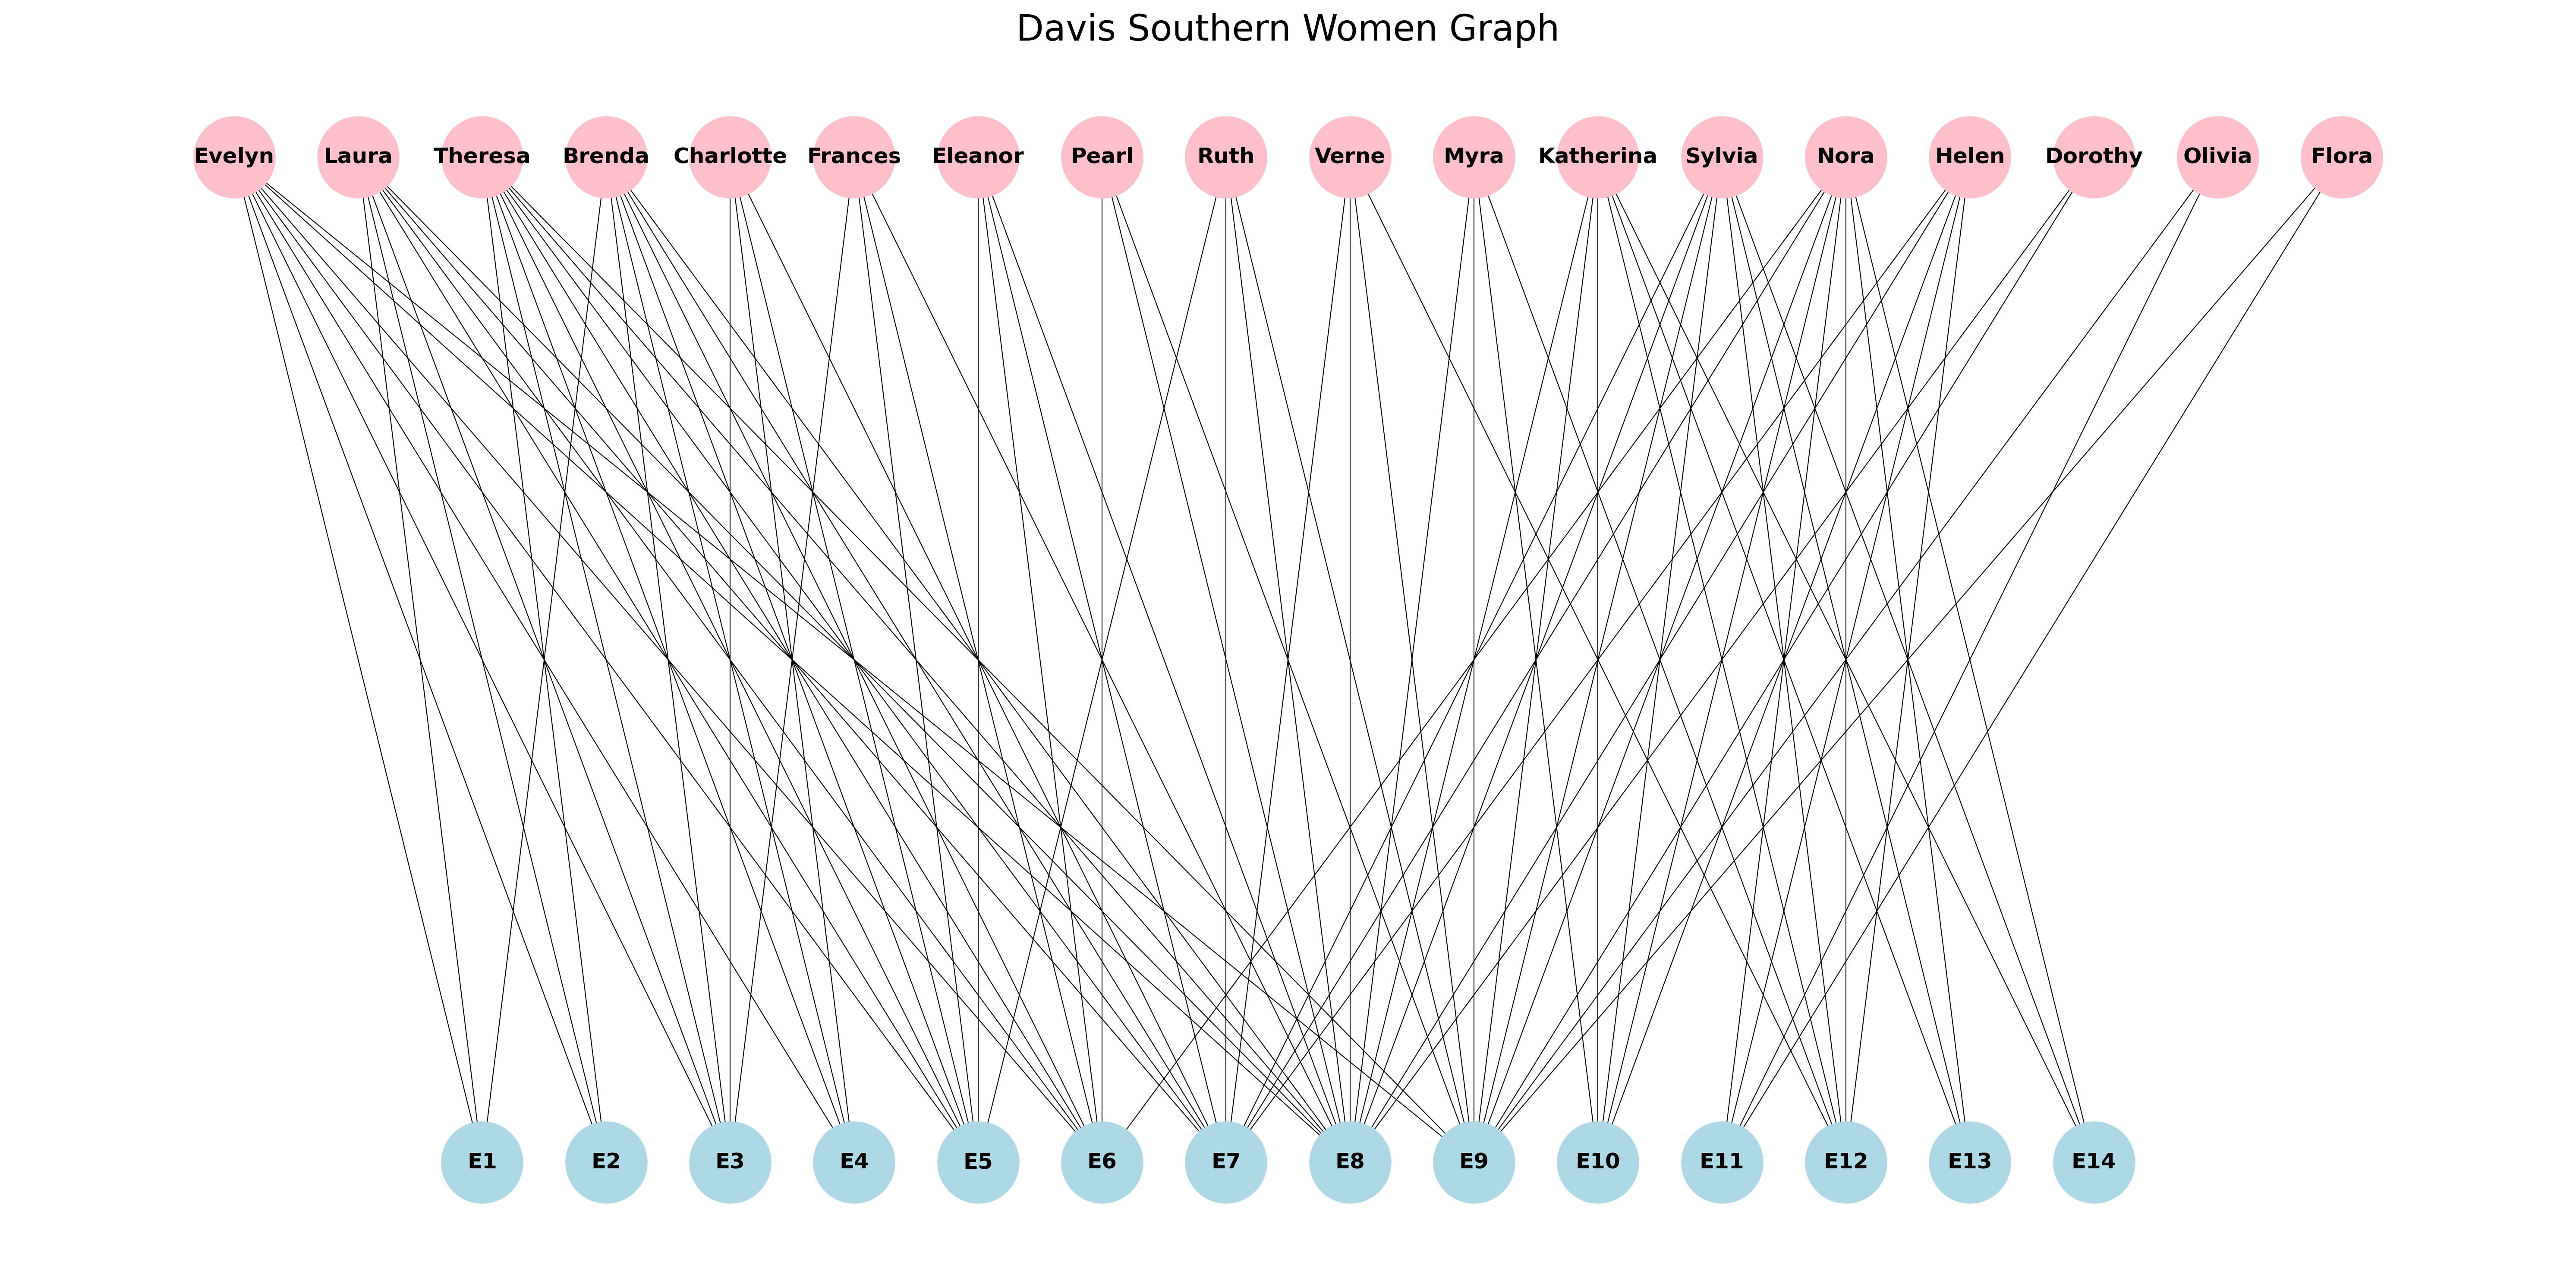 Davis Southern Women Graph
Evelyn Laura Theresa Brenda Charlotte Frances Eleanor Pearl Ruth Verne Myra Katherina Sylvia Nora Helen Dorothy Olivia Flora
E1 E2 E3 E4 E5 E6 E7 E8 E9 E10 E11 E12 E13 E14